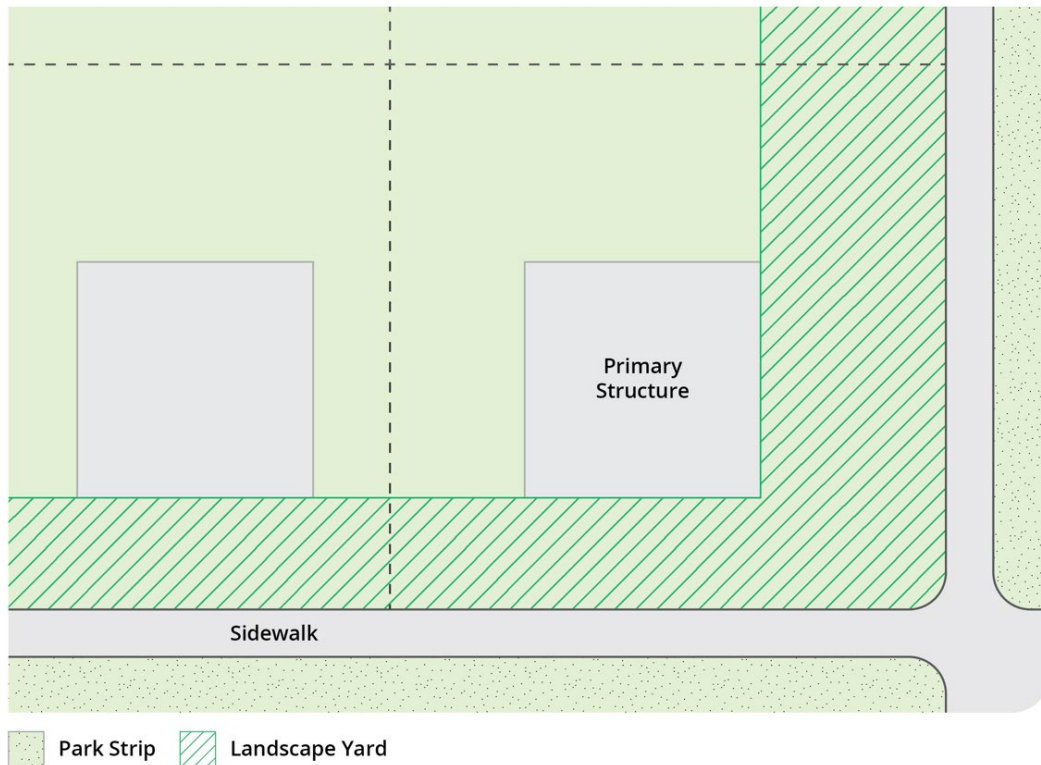 Primary
Structure
Sidewalk
Park Strip
Landscape Yard